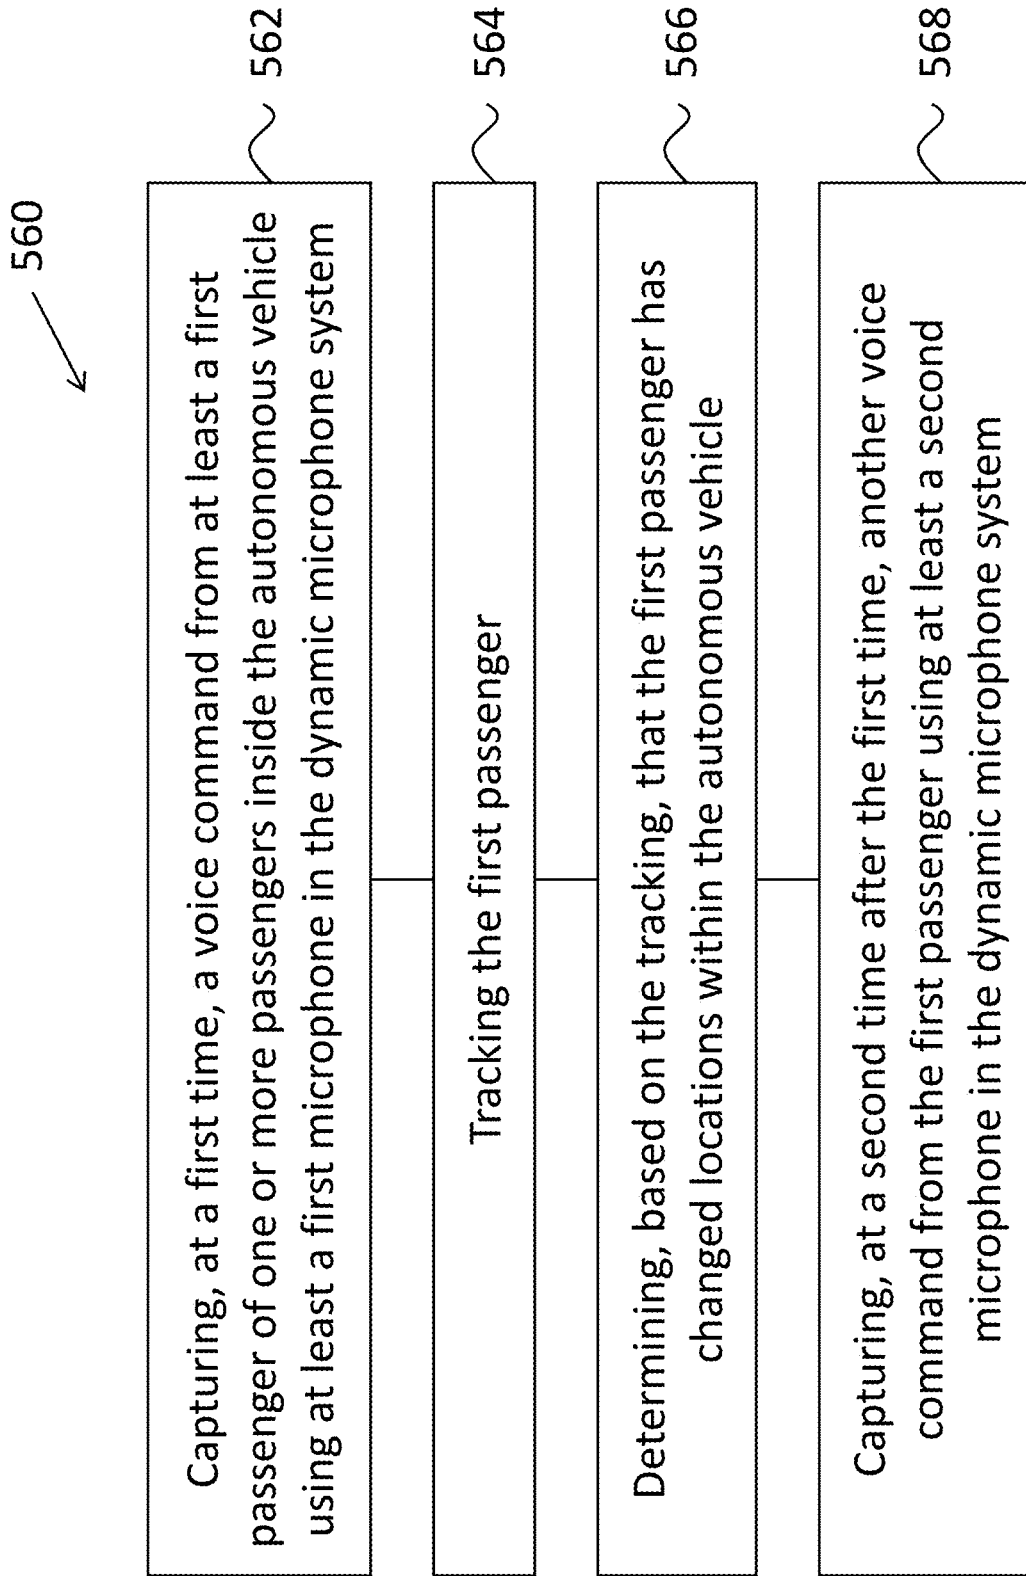 560
Capturing, at a first time, a voice command from at least a first
passenger of one or more passengers inside the autonomous vehicle
using at least a first microphone in the dynamic microphone system
562
Tracking the first passenger
564
Determining, based on the tracking, that the first passenger has
changed locations within the autonomous vehicle
566
Capturing, at a second time after the first time, another voice
command from the first passenger using at least a second
microphone in the dynamic microphone system
568